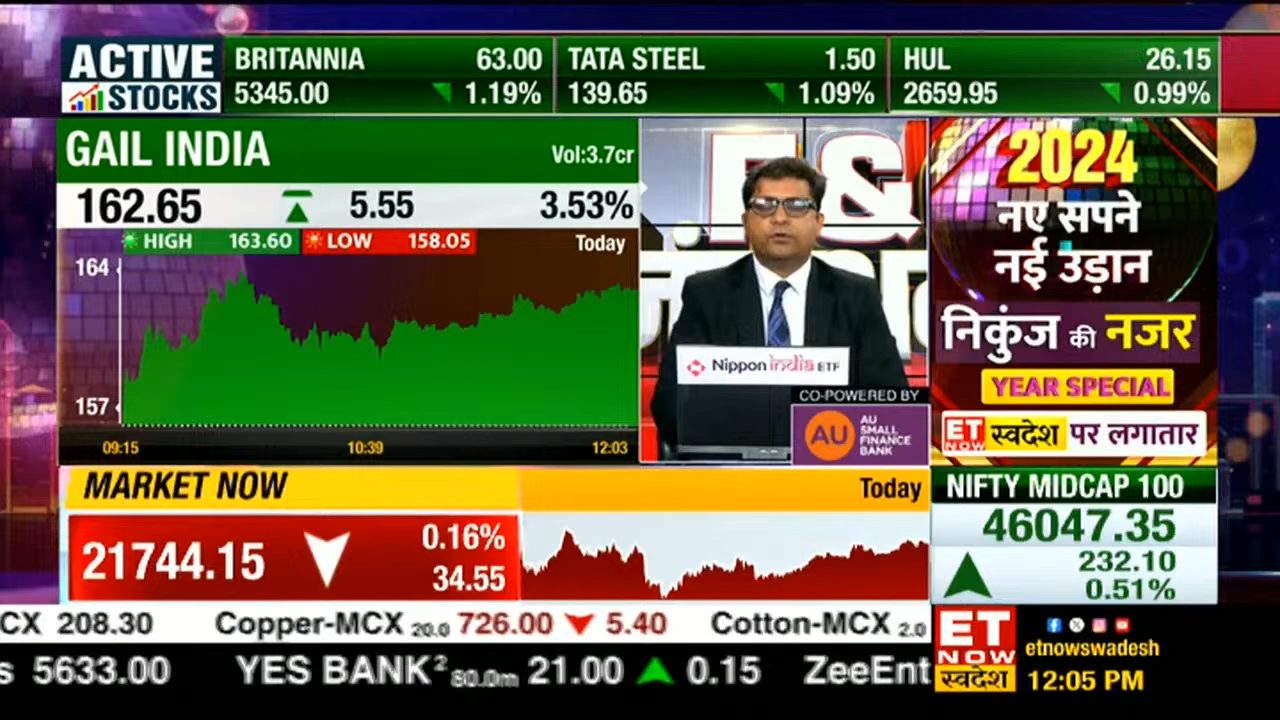 ACTIVE STOCKS
BRITANNIA 63.00
5345.00 1.19%
TATA STEEL 1.50
139.65 1.09%
HUL 26.15
2659.95 0.99%
GAIL INDIA Vol:3.7cr
162.65 5.55 3.53%
HIGH 163.60 LOW 158.05 Today
164
157
09:15 10:39 12:03
E&
Nippon india ETF
CO-POWERED BY
AU
AU SMALL FINANCE BANK
2024
नए सपने
नई उड़ान
निकुंज की नजर
YEAR SPECIAL
ET NOW स्वदेश पर लगातार
MARKET NOW Today
21744.15 0.16%
34.55
NIFTY MIDCAP 100
46047.35
232.10
0.51%
CX 208.30 Copper-MCX 20.0 726.00 5.40 Cotton-MCX 2.0
s 5633.00 YES BANK² 80.0m 21.00 0.15 ZeeEnt
ET NOW स्वदेश
etnowswadesh
12:05 PM